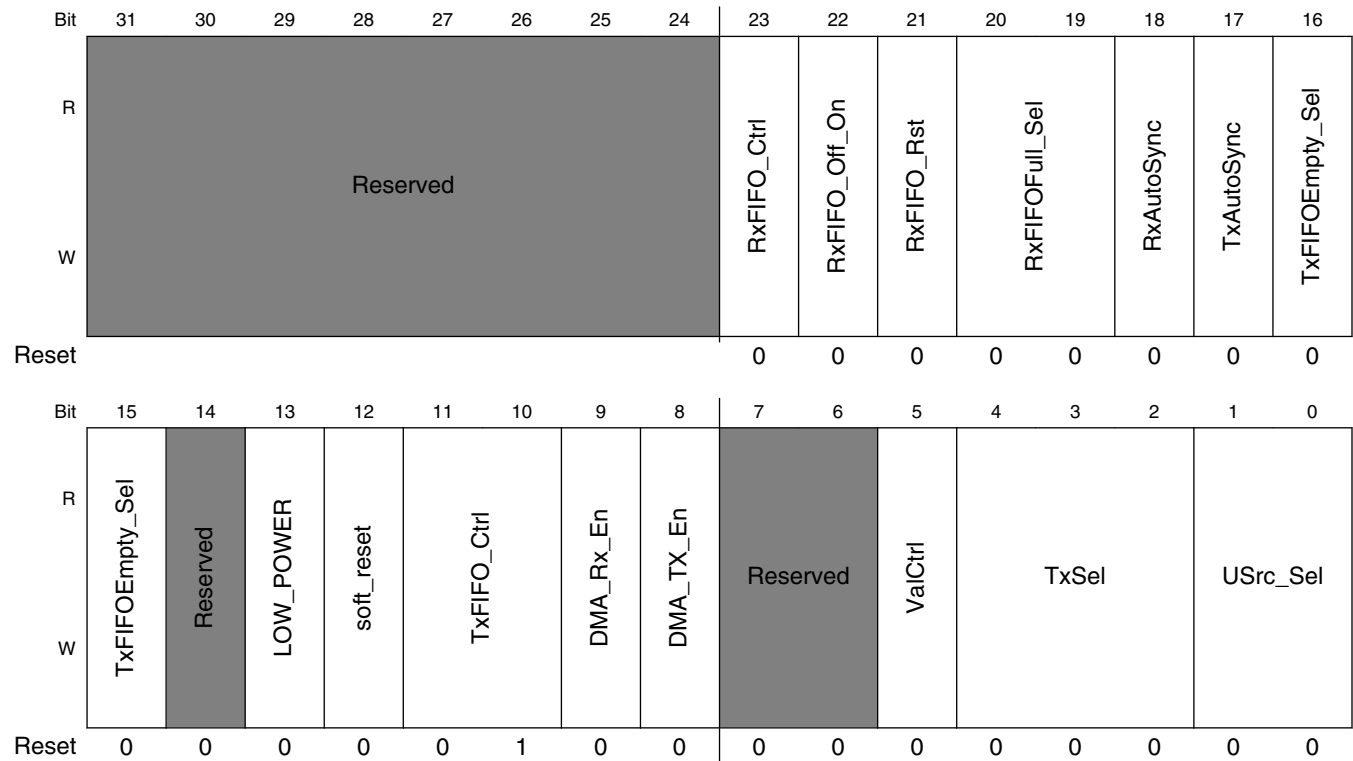 Bit 31 30 29 28 27 26 25 24 23 22 21 20 19 18 17 16
R
W
Reserved
RxFIFO_Ctrl
RxFIFO_Off_On
RxFIFO_Rst
RxFIFOFull_Sel
RxAutoSync
TxAutoSync
TxFIFOEmpty_Sel
Reset 0 0 0 0 0 0 0 0
Bit 15 14 13 12 11 10 9 8 7 6 5 4 3 2 1 0
R
W
TxFIFOEmpty_Sel
Reserved
LOW_POWER
soft_reset
TxFIFO_Ctrl
DMA_Rx_En
DMA_TX_En
Reserved
ValCtrl
TxSel
USrc_Sel
Reset 0 0 0 0 0 1 0 0 0 0 0 0 0 0 0 0